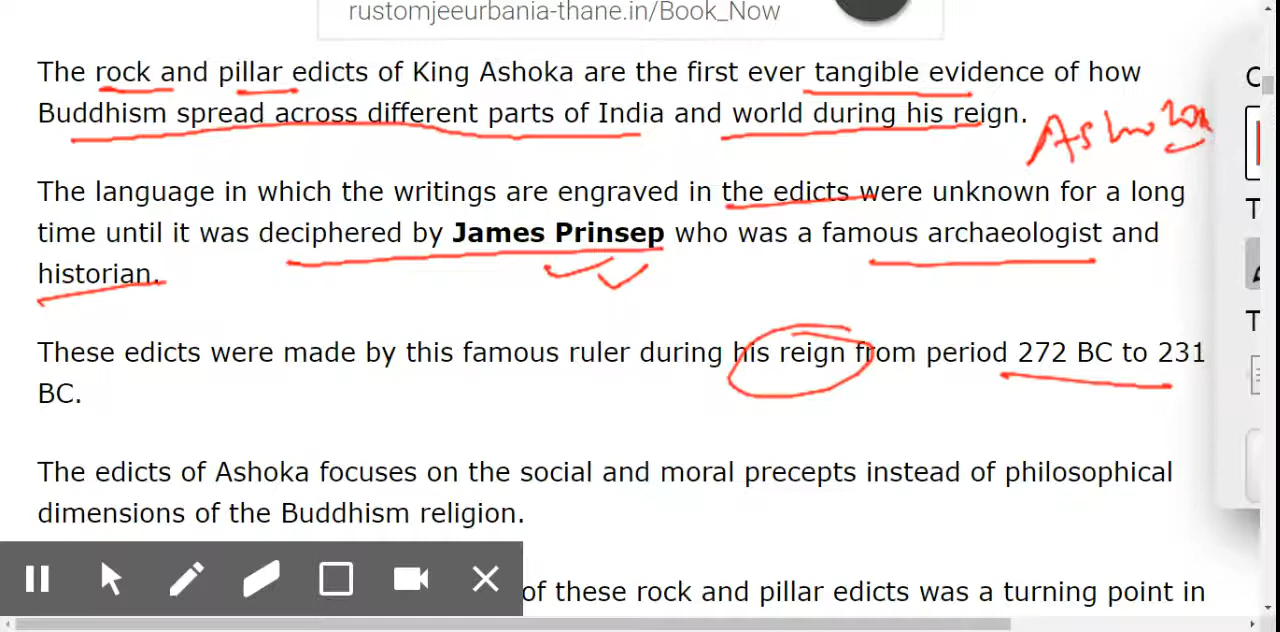 rustomjeeurbania-thane.in/Book_Now
The rock and pillar edicts of King Ashoka are the first ever tangible evidence of how
Buddhism spread across different parts of India and world during his reign.
The language in which the writings are engraved in the edicts were unknown for a long
time until it was deciphered by James Prinsep who was a famous archaeologist and
historian.
These edicts were made by this famous ruler during his reign from period 272 BC to 231
BC.
The edicts of Ashoka focuses on the social and moral precepts instead of philosophical
dimensions of the Buddhism religion.
of these rock and pillar edicts was a turning point in